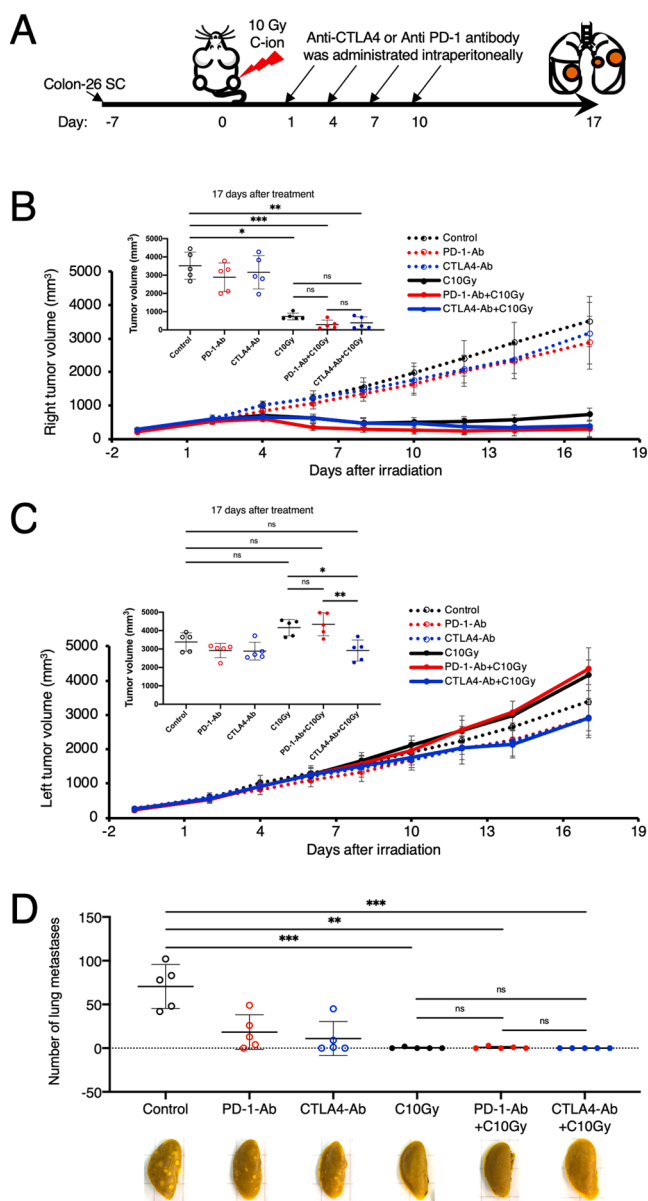 A
10 Gy
C-ion
Anti-CTLA4 or Anti PD-1 antibody
was administrated intraperitoneally
Colon-26 SC
Day: -7 0 1 4 7 10 17
B
17 days after treatment
**
***
*
ns
ns
ns
Tumor volume (mm³)
5000
4000
3000
2000
1000
0
Control
PD-1-Ab
CTLA4-Ab
C10Gy
PD-1-Ab+C10Gy
CTLA4-Ab+C10Gy
Control
PD-1-Ab
CTLA4-Ab
C10Gy
PD-1-Ab+C10Gy
CTLA4-Ab+C10Gy
Right tumor volume (mm³)
5000
4000
3000
2000
1000
0
-2 1 4 7 10 13 16 19
Days after irradiation
C
17 days after treatment
ns
ns
ns
*
ns
**
Tumor volume (mm³)
5000
4000
3000
2000
1000
0
Control
PD-1-Ab
CTLA4-Ab
C10Gy
PD-1-Ab+C10Gy
CTLA4-Ab+C10Gy
Control
PD-1-Ab
CTLA4-Ab
C10Gy
PD-1-Ab+C10Gy
CTLA4-Ab+C10Gy
Left tumor volume (mm³)
5000
4000
3000
2000
1000
0
-2 1 4 7 10 13 16 19
Days after irradiation
D
***
**
***
ns
ns
ns
Number of lung metastases
150
100
50
0
-50
Control PD-1-Ab CTLA4-Ab C10Gy PD-1-Ab CTLA4-Ab
+C10Gy +C10Gy